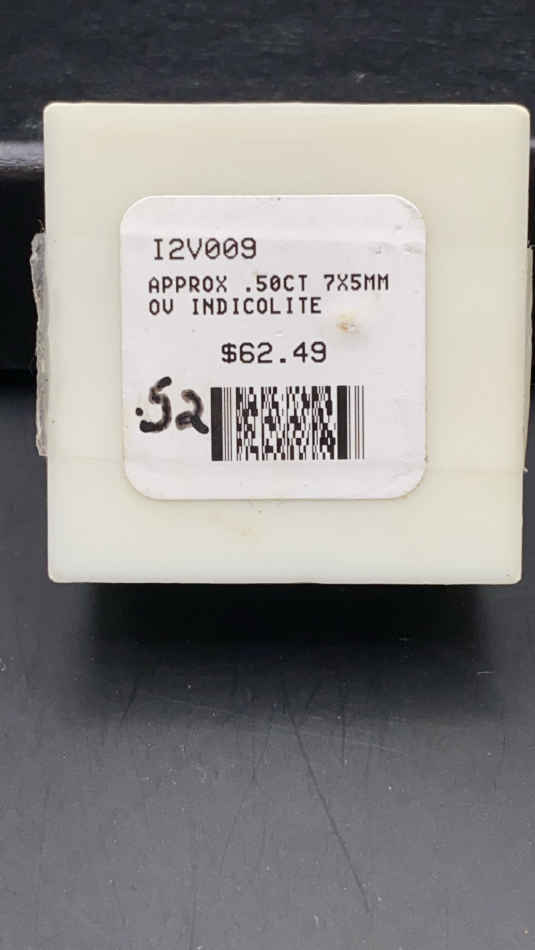 I2V009
APPROX .50CT 7X5MM
OV INDICOLITE
$62.49
.52